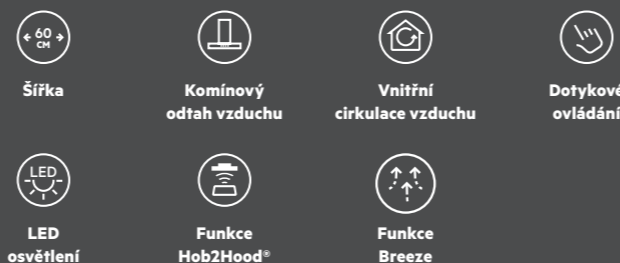 60
CM
Šířka
Komínový
odtah vzduchu
Vnitřní
cirkulace vzduchu
Dotykové
ovládání
LED
LED
osvětlení
Funkce
Hob2Hood®
Funkce
Breeze